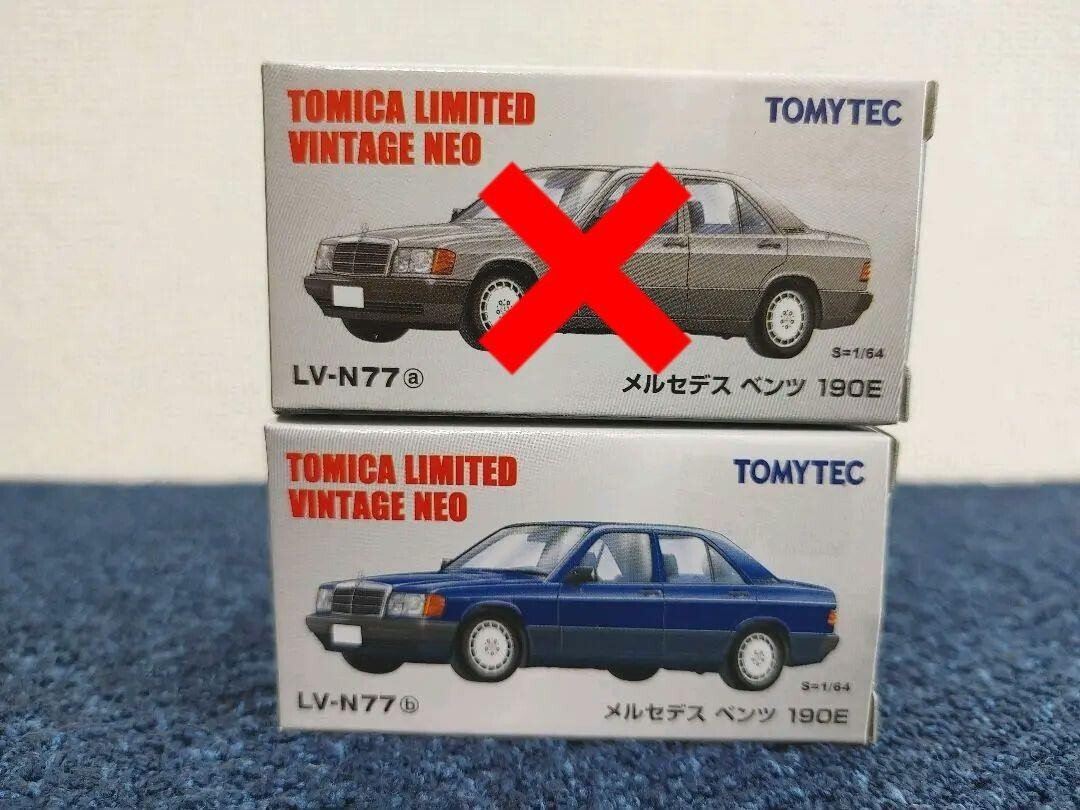 TOMICA LIMITED
VINTAGE NEO
TOMYTEC
S=1/64
LV-N77ⓐ
メルセデス ベンツ 190E
TOMICA LIMITED
VINTAGE NEO
TOMYTEC
S=1/64
LV-N77ⓑ
メルセデス ベンツ 190E